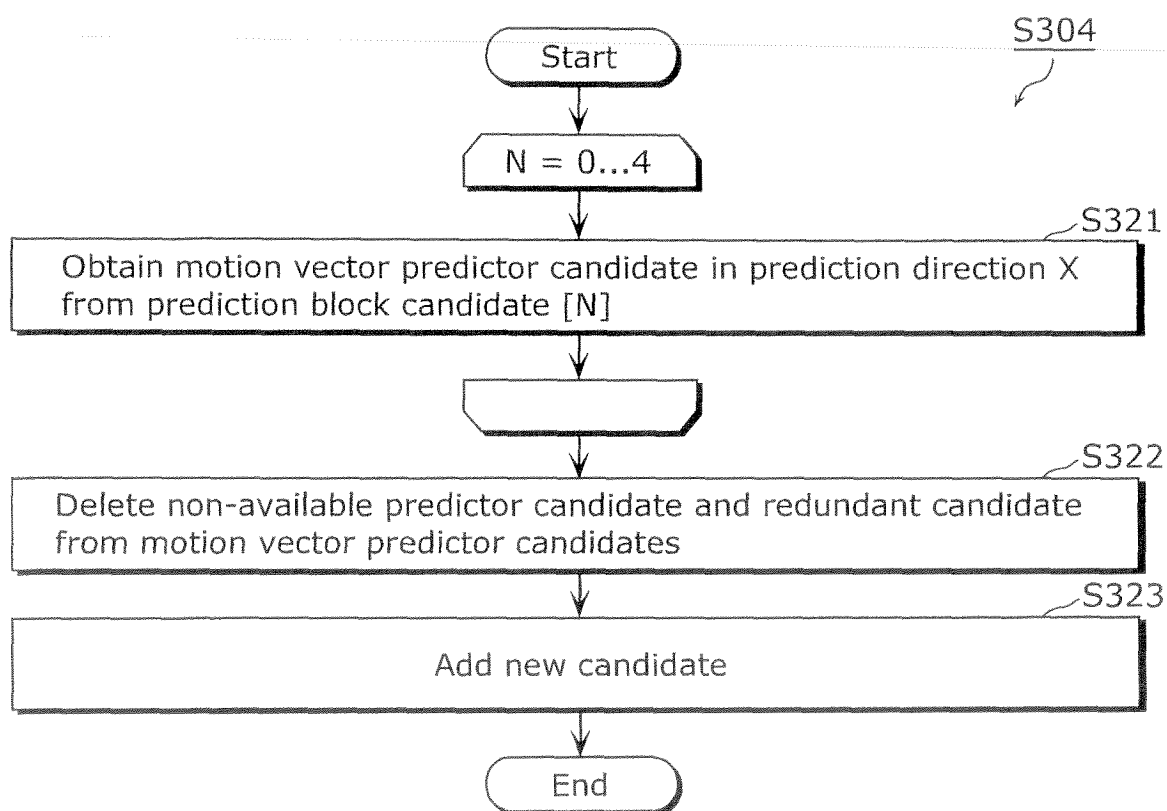 S304
Start
N = 0...4
S321
Obtain motion vector predictor candidate in prediction direction X
from prediction block candidate [N]
S322
Delete non-available predictor candidate and redundant candidate
from motion vector predictor candidates
S323
Add new candidate
End